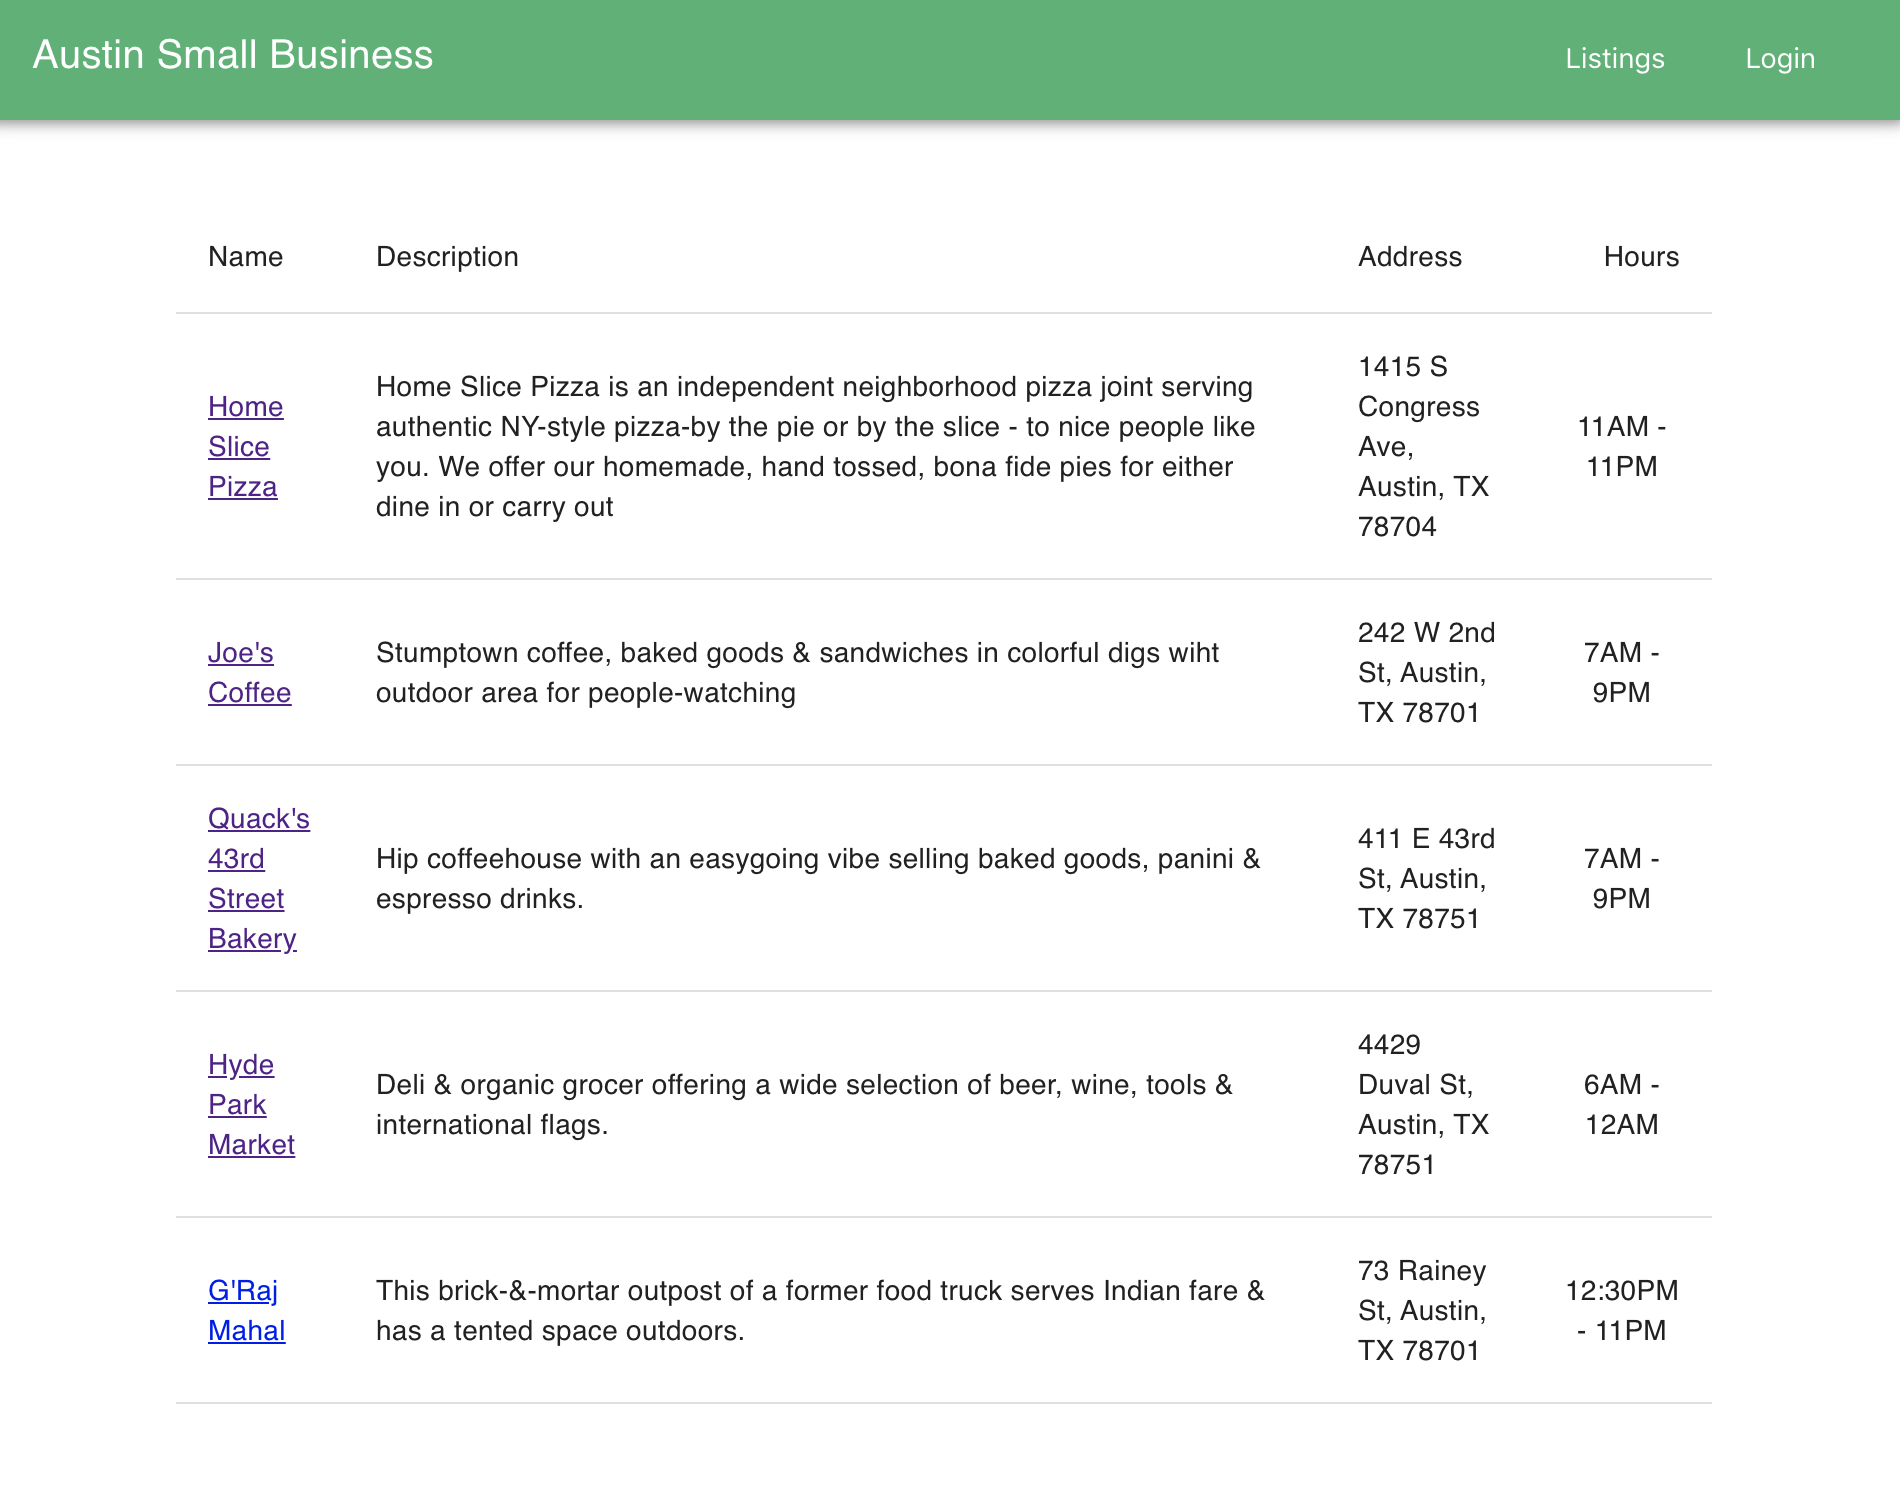 Austin Small Business
Listings
Login
Name
Description
Address
Hours
Home
Slice
Pizza
Home Slice Pizza is an independent neighborhood pizza joint serving
authentic NY-style pizza-by the pie or by the slice - to nice people like
you. We offer our homemade, hand tossed, bona fide pies for either
dine in or carry out
1415 S
Congress
Ave,
Austin, TX
78704
11AM -
11PM
Joe's
Coffee
Stumptown coffee, baked goods & sandwiches in colorful digs wiht
outdoor area for people-watching
242 W 2nd
St, Austin,
TX 78701
7AM -
9PM
Quack's
43rd
Street
Bakery
Hip coffeehouse with an easygoing vibe selling baked goods, panini &
espresso drinks.
411 E 43rd
St, Austin,
TX 78751
7AM -
9PM
Hyde
Park
Market
Deli & organic grocer offering a wide selection of beer, wine, tools &
international flags.
4429
Duval St,
Austin, TX
78751
6AM -
12AM
G'Raj
Mahal
This brick-&-mortar outpost of a former food truck serves Indian fare &
has a tented space outdoors.
73 Rainey
St, Austin,
TX 78701
12:30PM
- 11PM